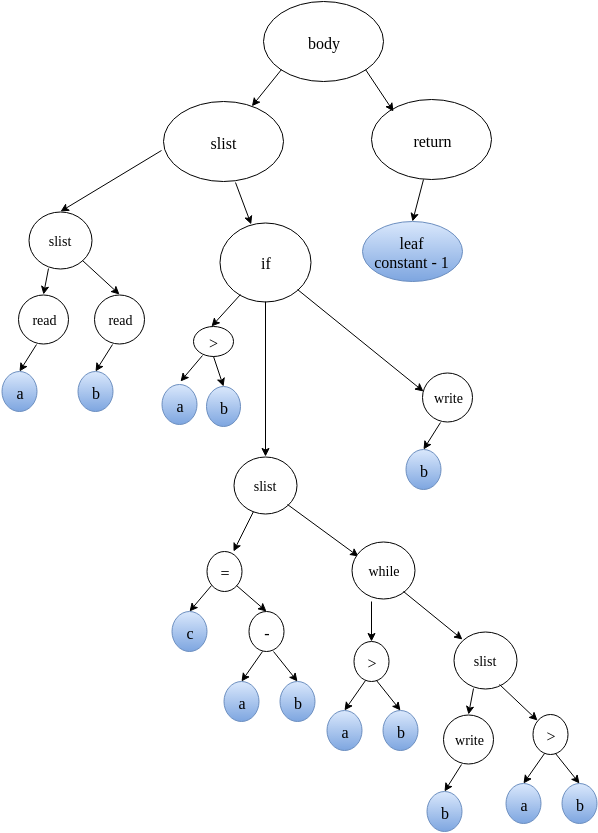 body
slist
return
slist
if
leaf
constant - 1
read
read
>
a
b
a
b
write
b
slist
=
while
c
-
>
slist
a
b
a
b
write
>
b
a
b